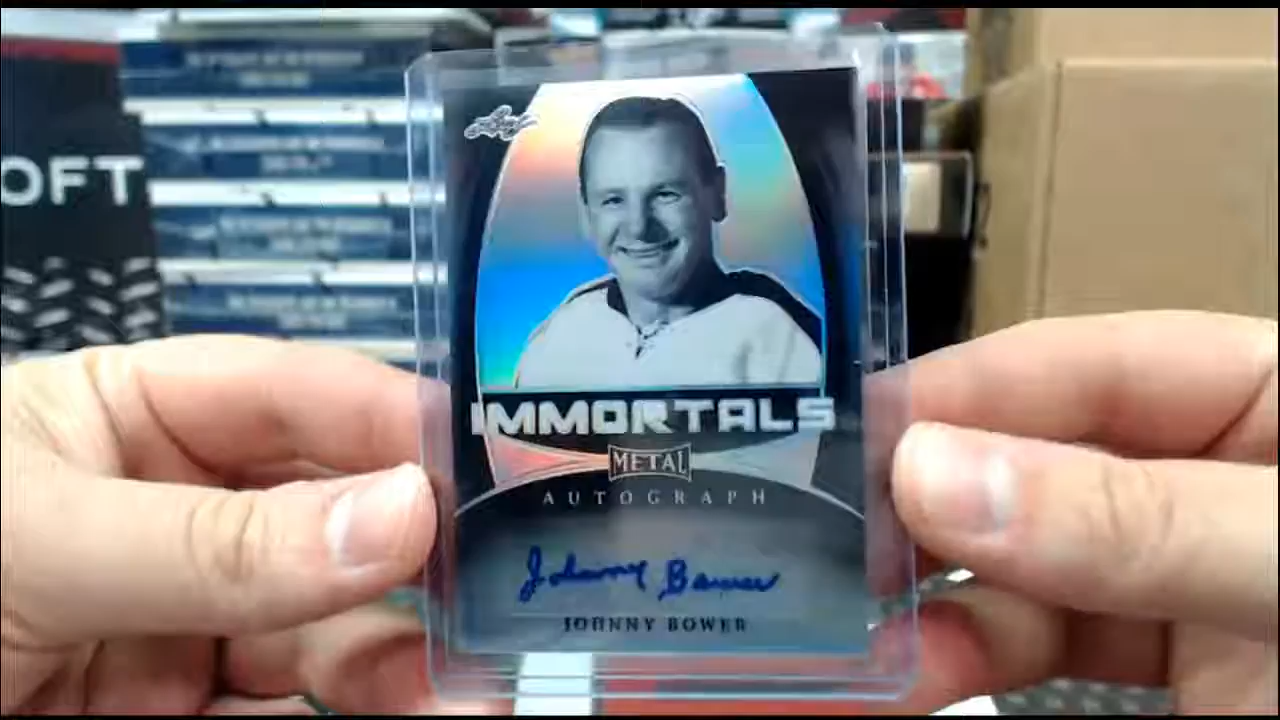 OFT
Leaf
IMMORTALS
METAL
AUTOGRAPH
Johnny Bower
JOHNNY BOWER